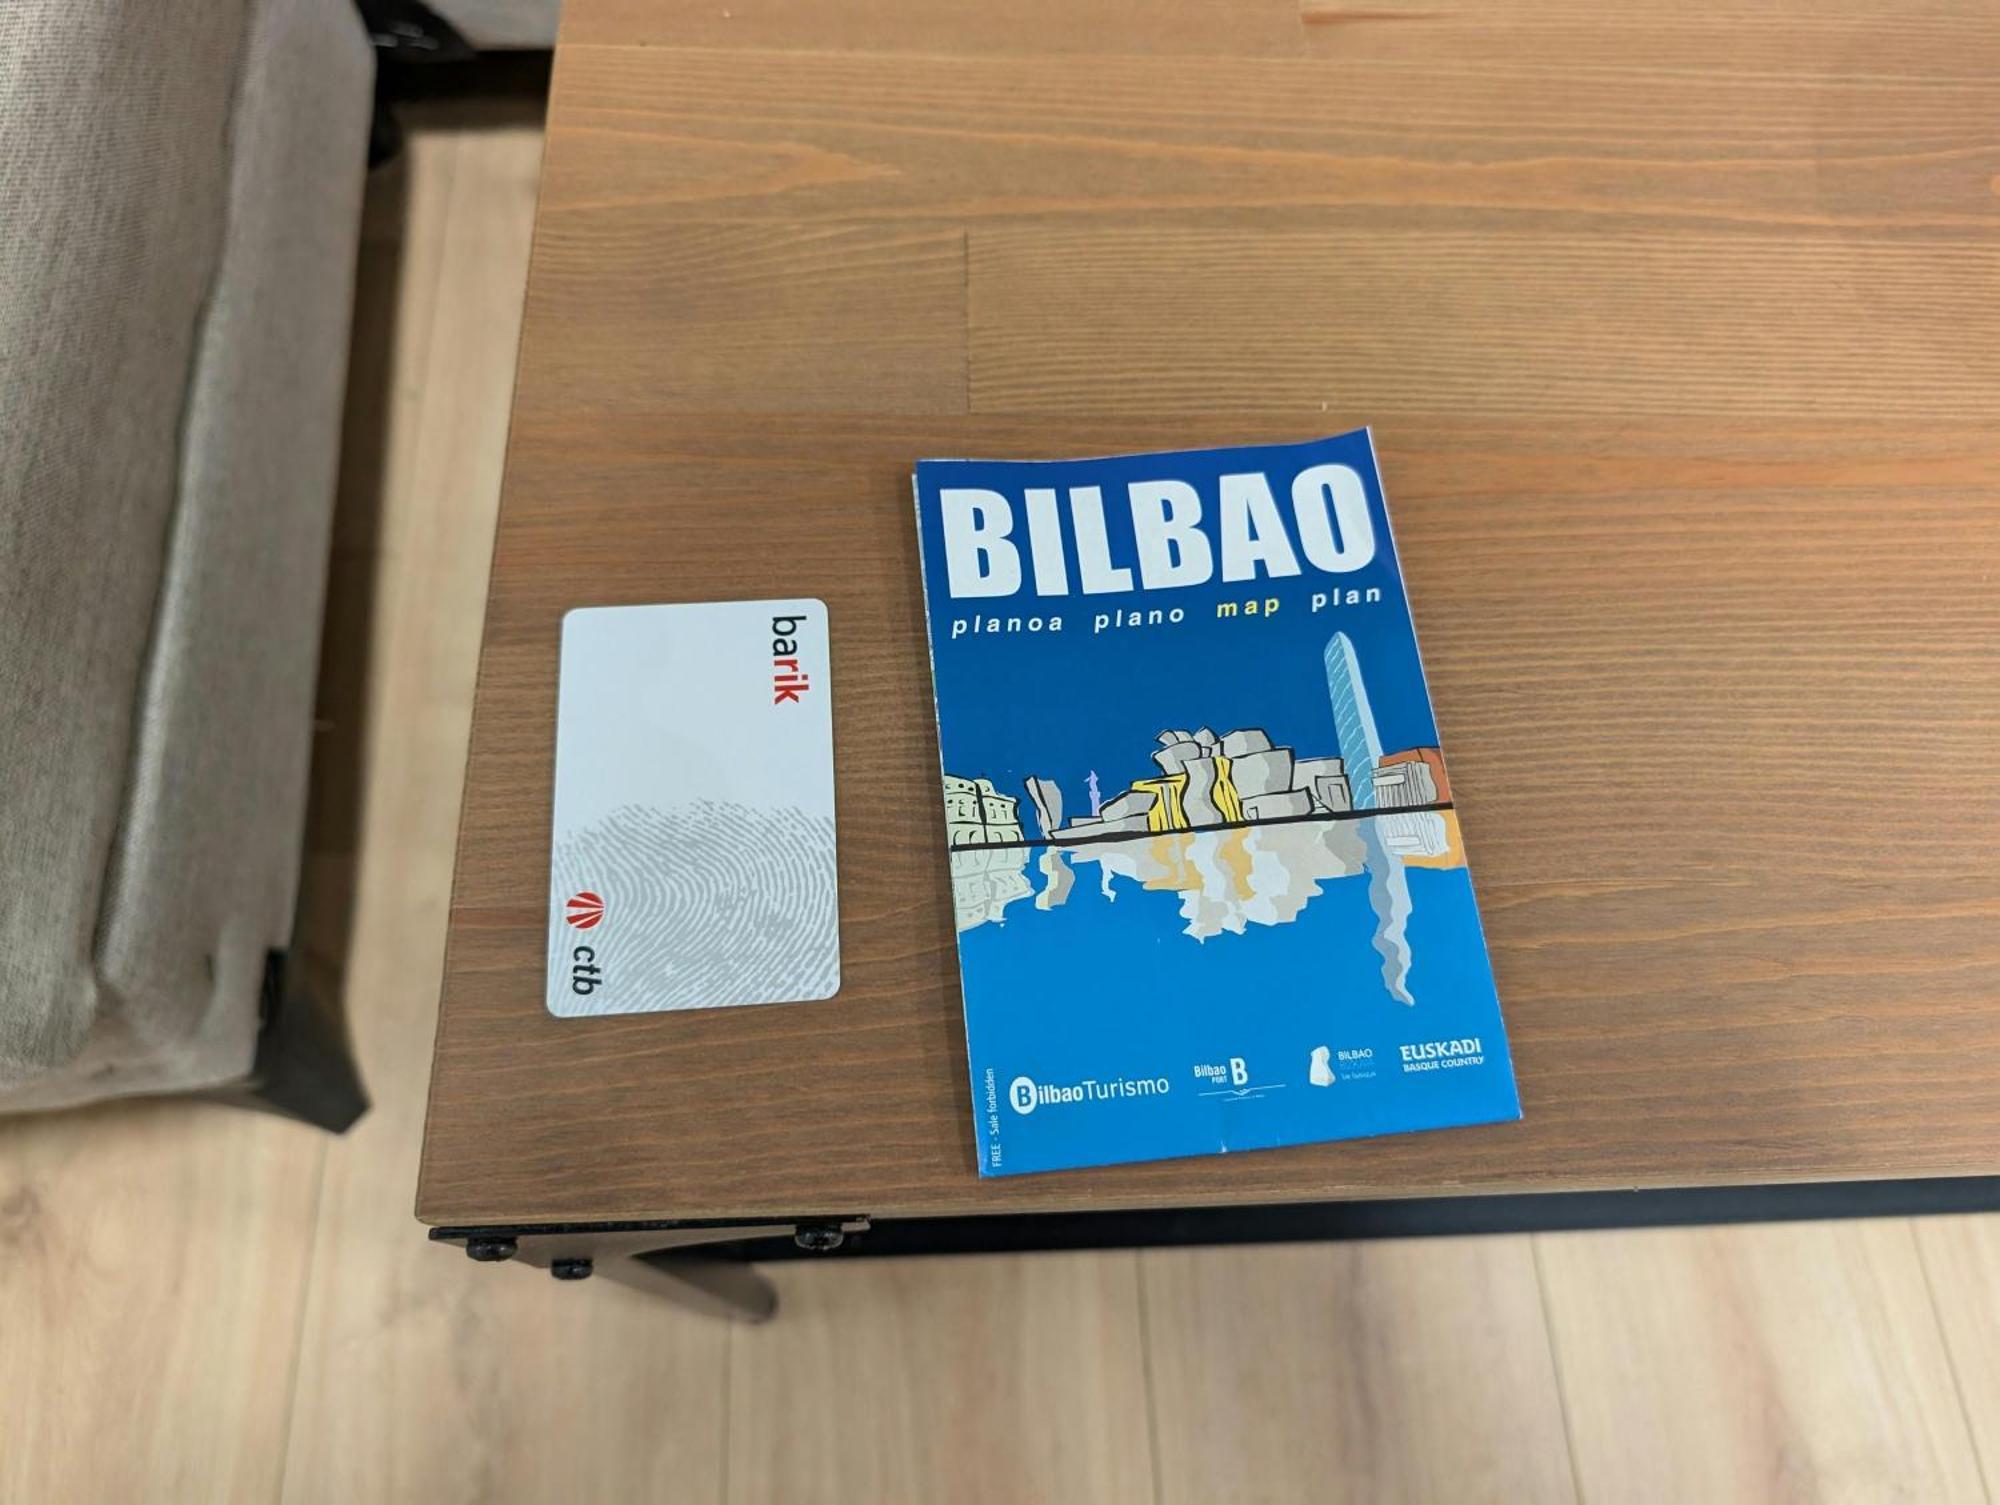 barik
ctb
BILBAO
planoa plano map plan
FREE - Sale forbidden
BilbaoTurismo
Bilbao
PORT
B
BILBAO
EUSKADI
BASQUE COUNTRY